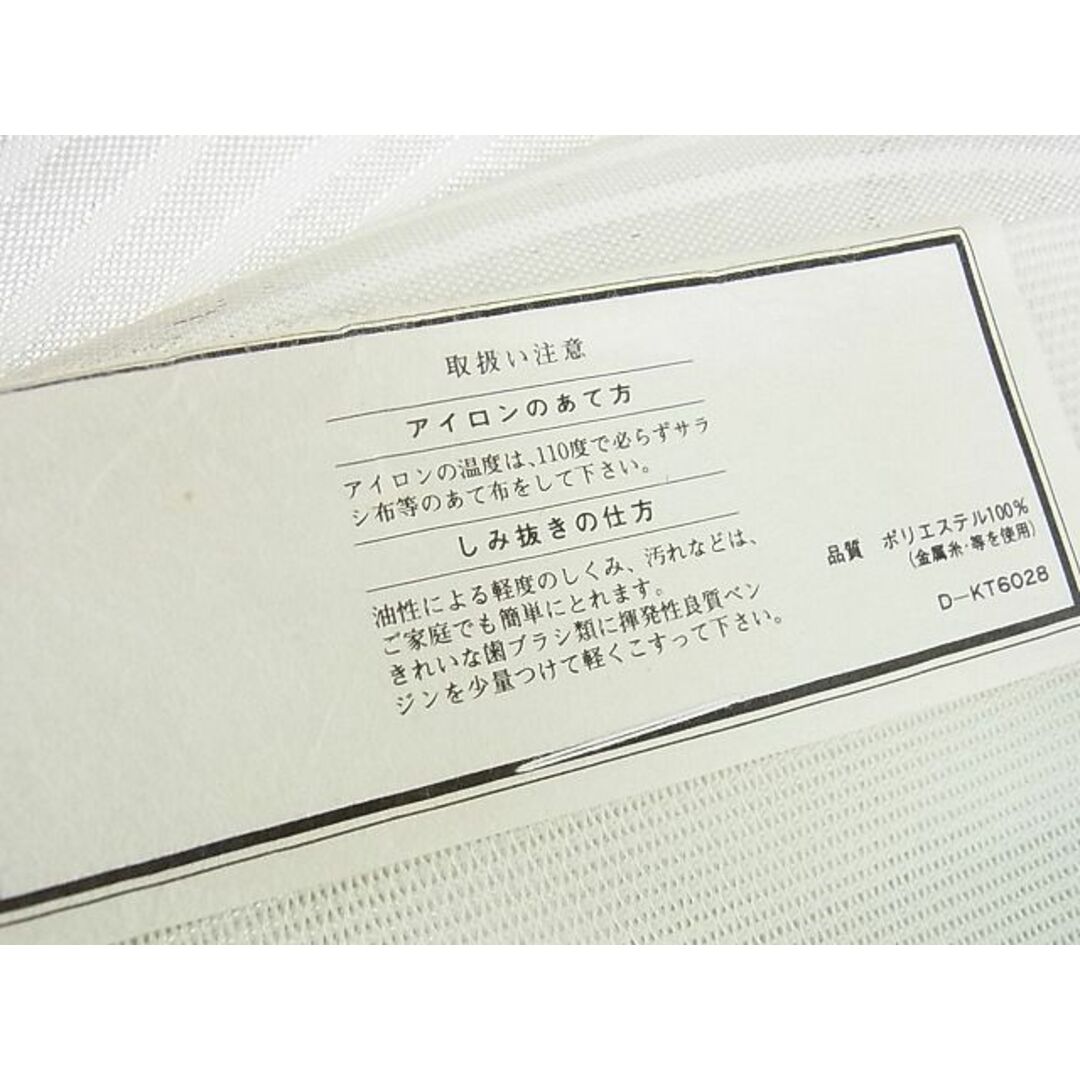 取扱い注意
アイロンのあて方
アイロンの温度は、110度で必らずサラ
シ布等のあて布をして下さい。
しみ抜きの仕方
油性による軽度のしくみ、汚れなどは、
ご家庭でも簡単にとれます。
きれいな歯ブラシ類に揮発性良質ベン
ジンを少量つけて軽くこすって下さい。
品質 ポリエステル100%
(金属糸·等を使用)
D-KT6028